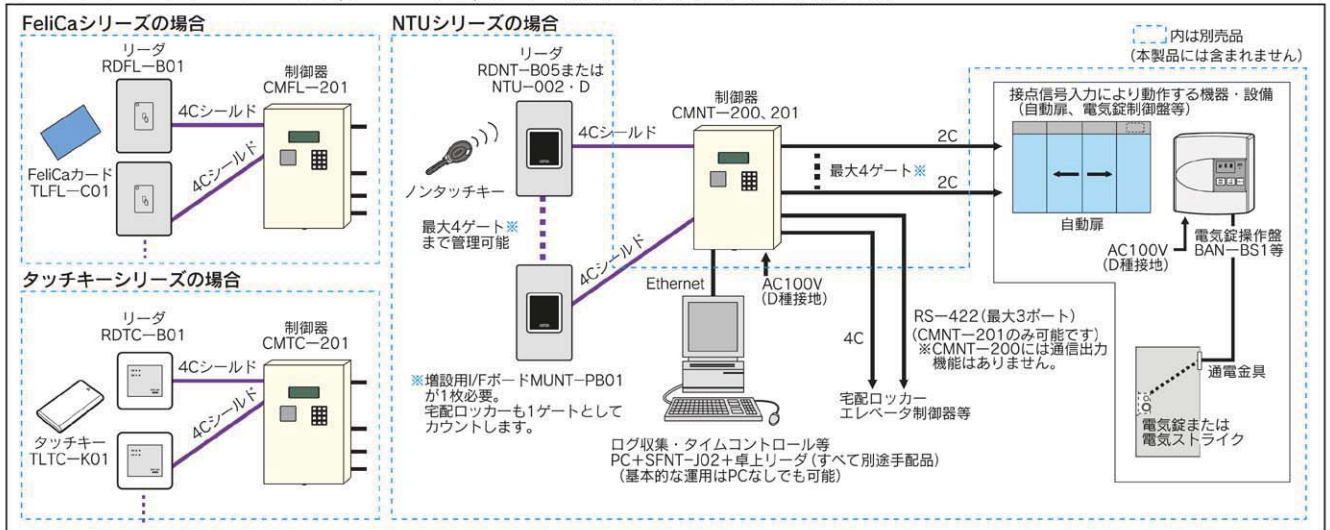 FeliCaシリーズの場合
リーダ
RDFL－B01
制御器
CMFL－201
4Cシールド
4Cシールド
FeliCaカード
TLFL－C01
タッチキーシリーズの場合
リーダ
RDTC－B01
制御器
CMTC－201
4Cシールド
4Cシールド
タッチキー
TLTC－K01
NTUシリーズの場合
リーダ
RDNT－B05または
NTU－002・D
ノンタッチキー
最大4ゲート※
まで管理可能
4Cシールド
4Cシールド
制御器
CMNT－200、201
2C
最大4ゲート※
2C
Ethernet
AC100V
(D種接地)
4C
RS－422(最大3ポート)
(CMNT－201のみ可能です)
※CMNT－200には通信出力
機能はありません。
宅配ロッカー
エレベータ制御器等
※増設用I/FボードMUNT－PB01
が1枚必要。
宅配ロッカーも1ゲートとして
カウントします。
ログ収集・タイムコントロール等
PC＋SFNT－J02＋卓上リーダ(すべて別途手配品)
(基本的な運用はPCなしでも可能)
内は別売品
(本製品には含まれません)
接点信号入力により動作する機器・設備
(自動扉、電気錠制御盤等)
自動扉
AC100V
(D種接地)
電気錠操作盤
BAN－BS1等
通電金具
電気錠または
電気ストライク